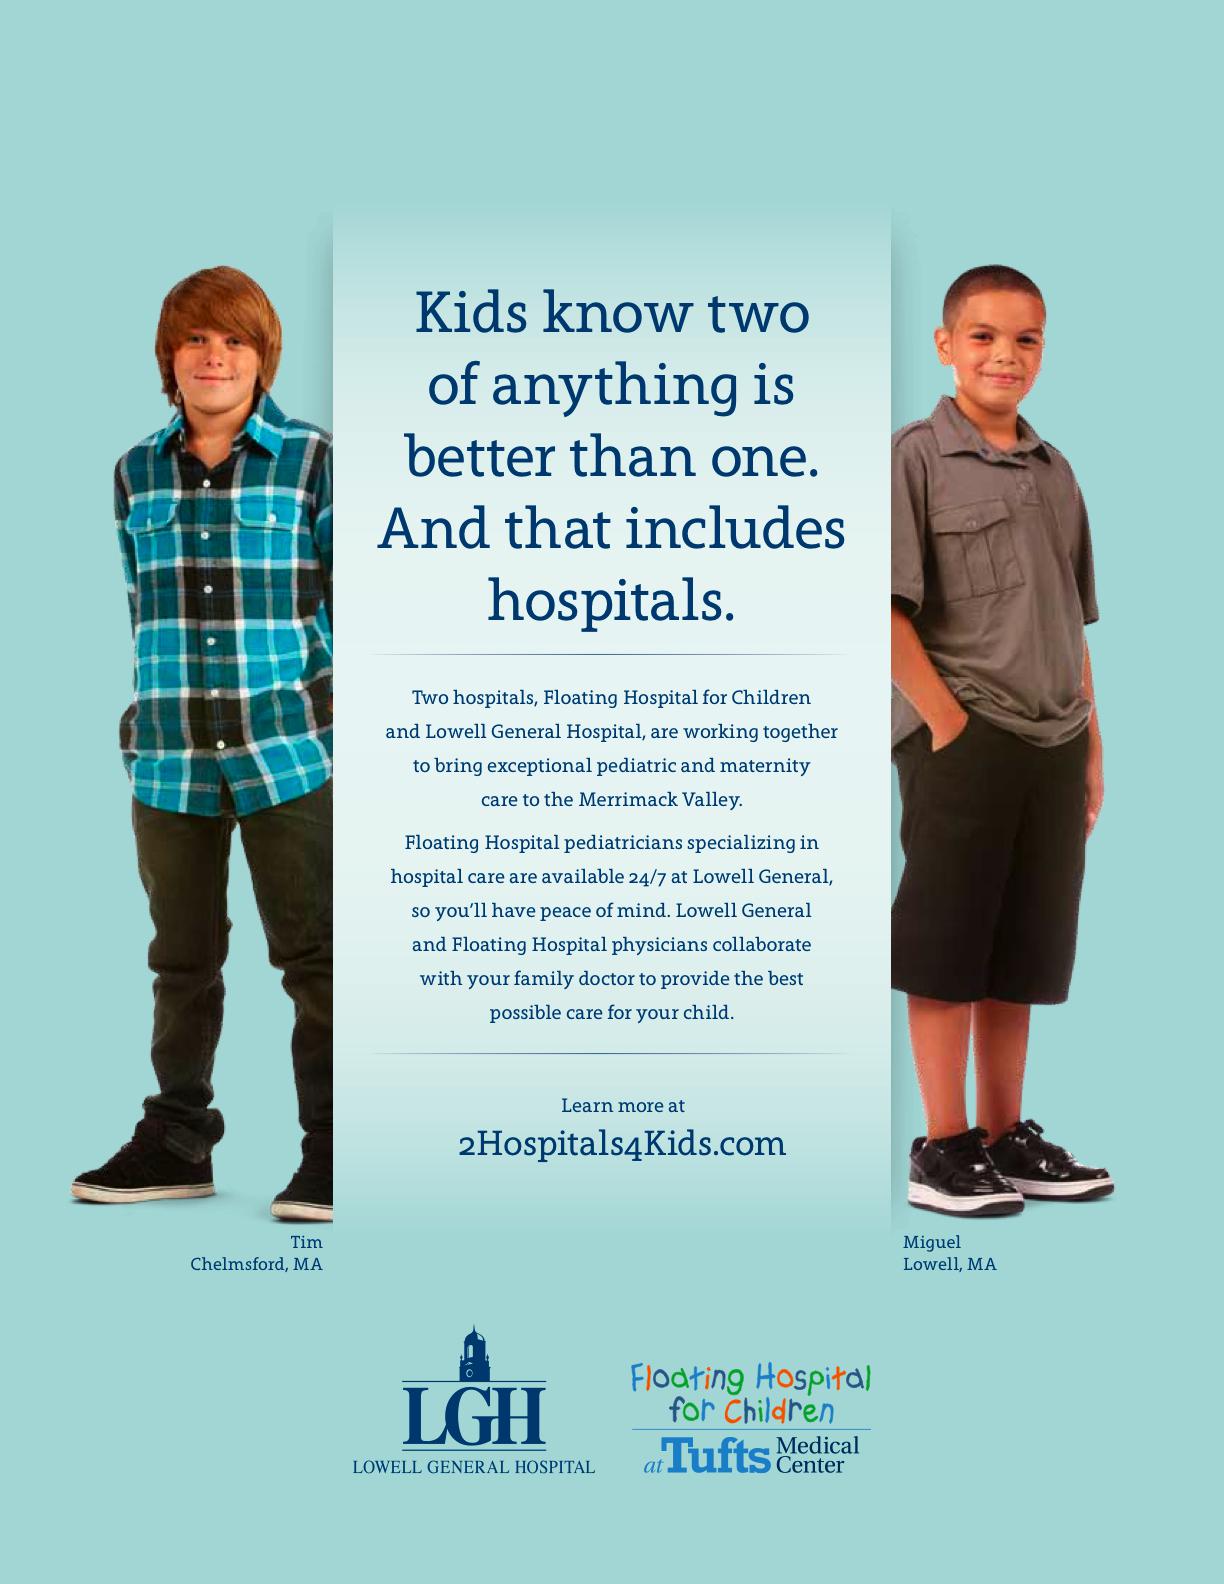 Kids know two
of anything is
better than one.
And that includes
hospitals.
Two hospitals, Floating Hospital for Children
and Lowell General Hospital, are working together
to bring exceptional pediatric and maternity
care to the Merrimack Valley.
Floating Hospital pediatricians specializing in
hospital care are available 24/7 at Lowell General,
so you’ll have peace of mind. Lowell General
and Floating Hospital physicians collaborate
with your family doctor to provide the best
possible care for your child.
Learn more at
2Hospitals4Kids.com
Tim
Chelmsford, MA
Miguel
Lowell, MA
LGH
LOWELL GENERAL HOSPITAL
Floating Hospital
for Children
at Tufts Medical
Center